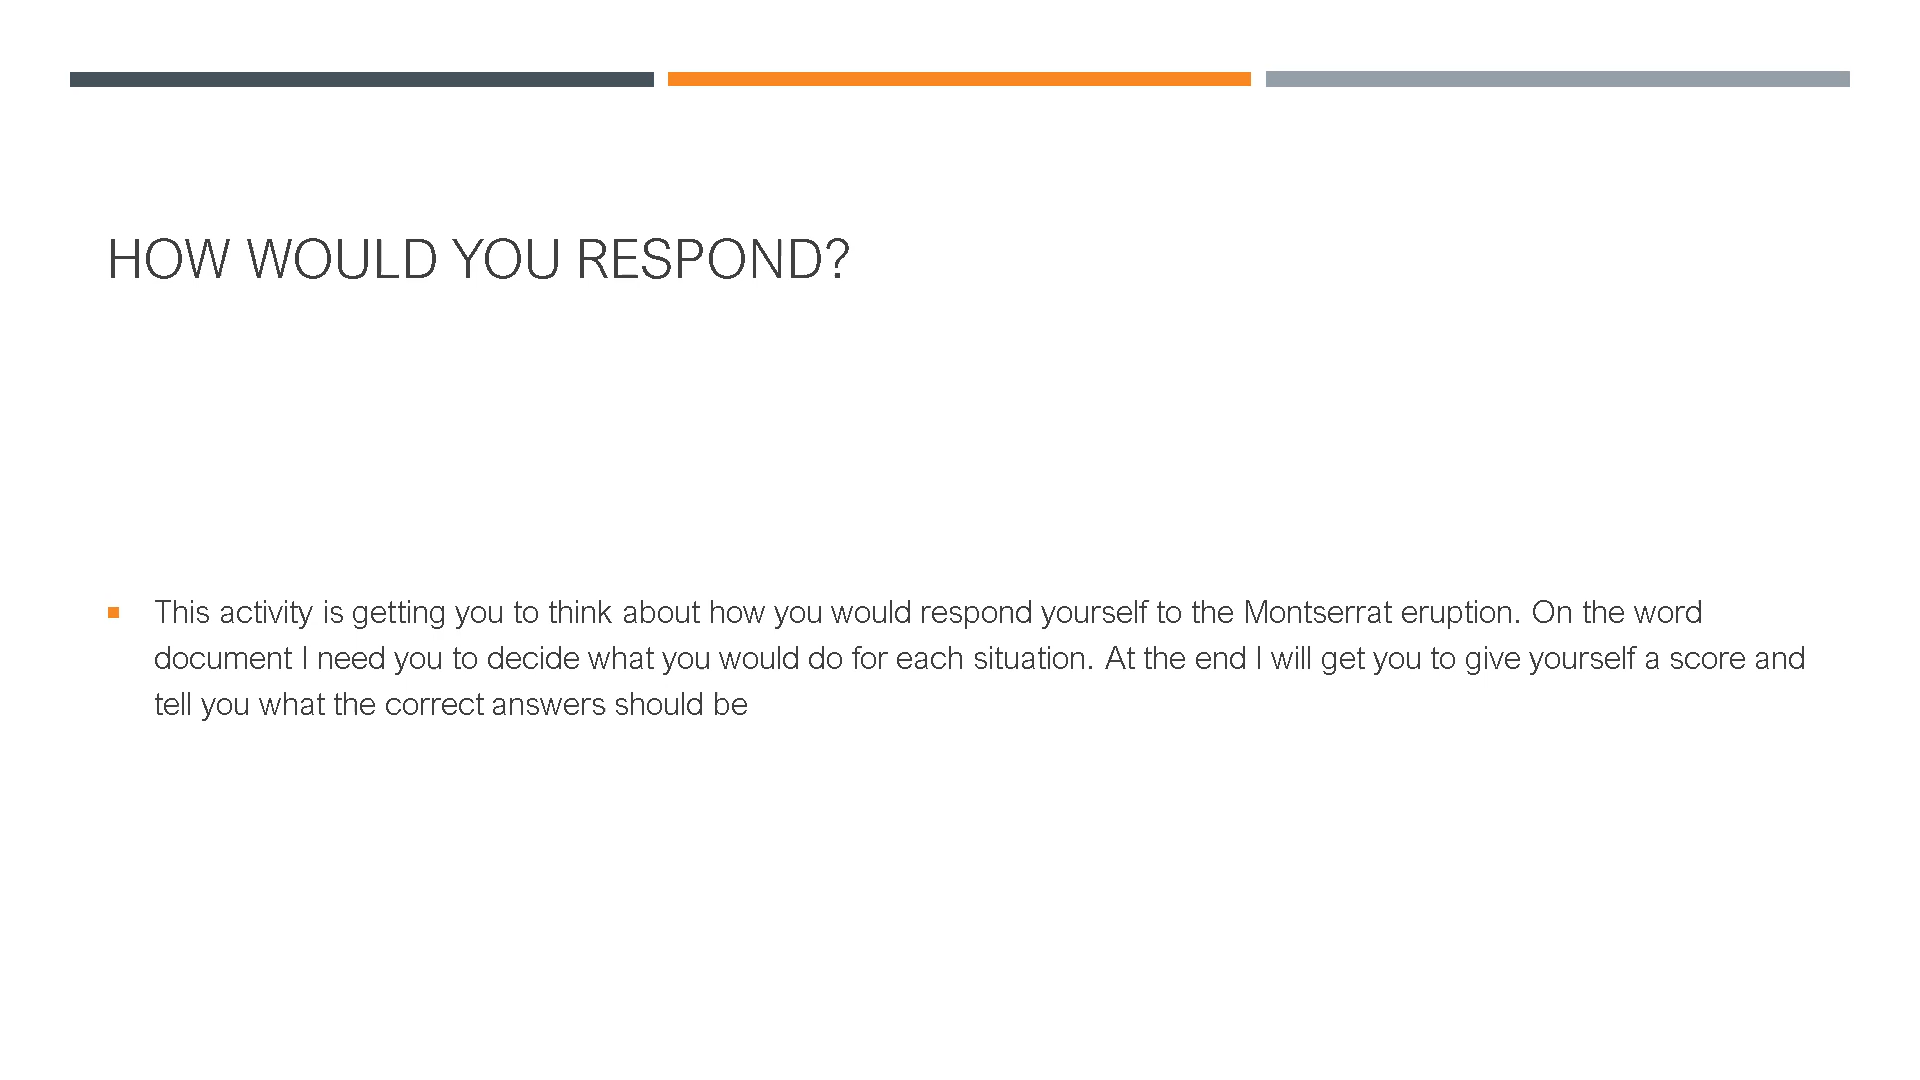 HOW WOULD YOU RESPOND?
This activity is getting you to think about how you would respond yourself to the Montserrat eruption. On the word
document I need you to decide what you would do for each situation. At the end I will get you to give yourself a score and
tell you what the correct answers should be